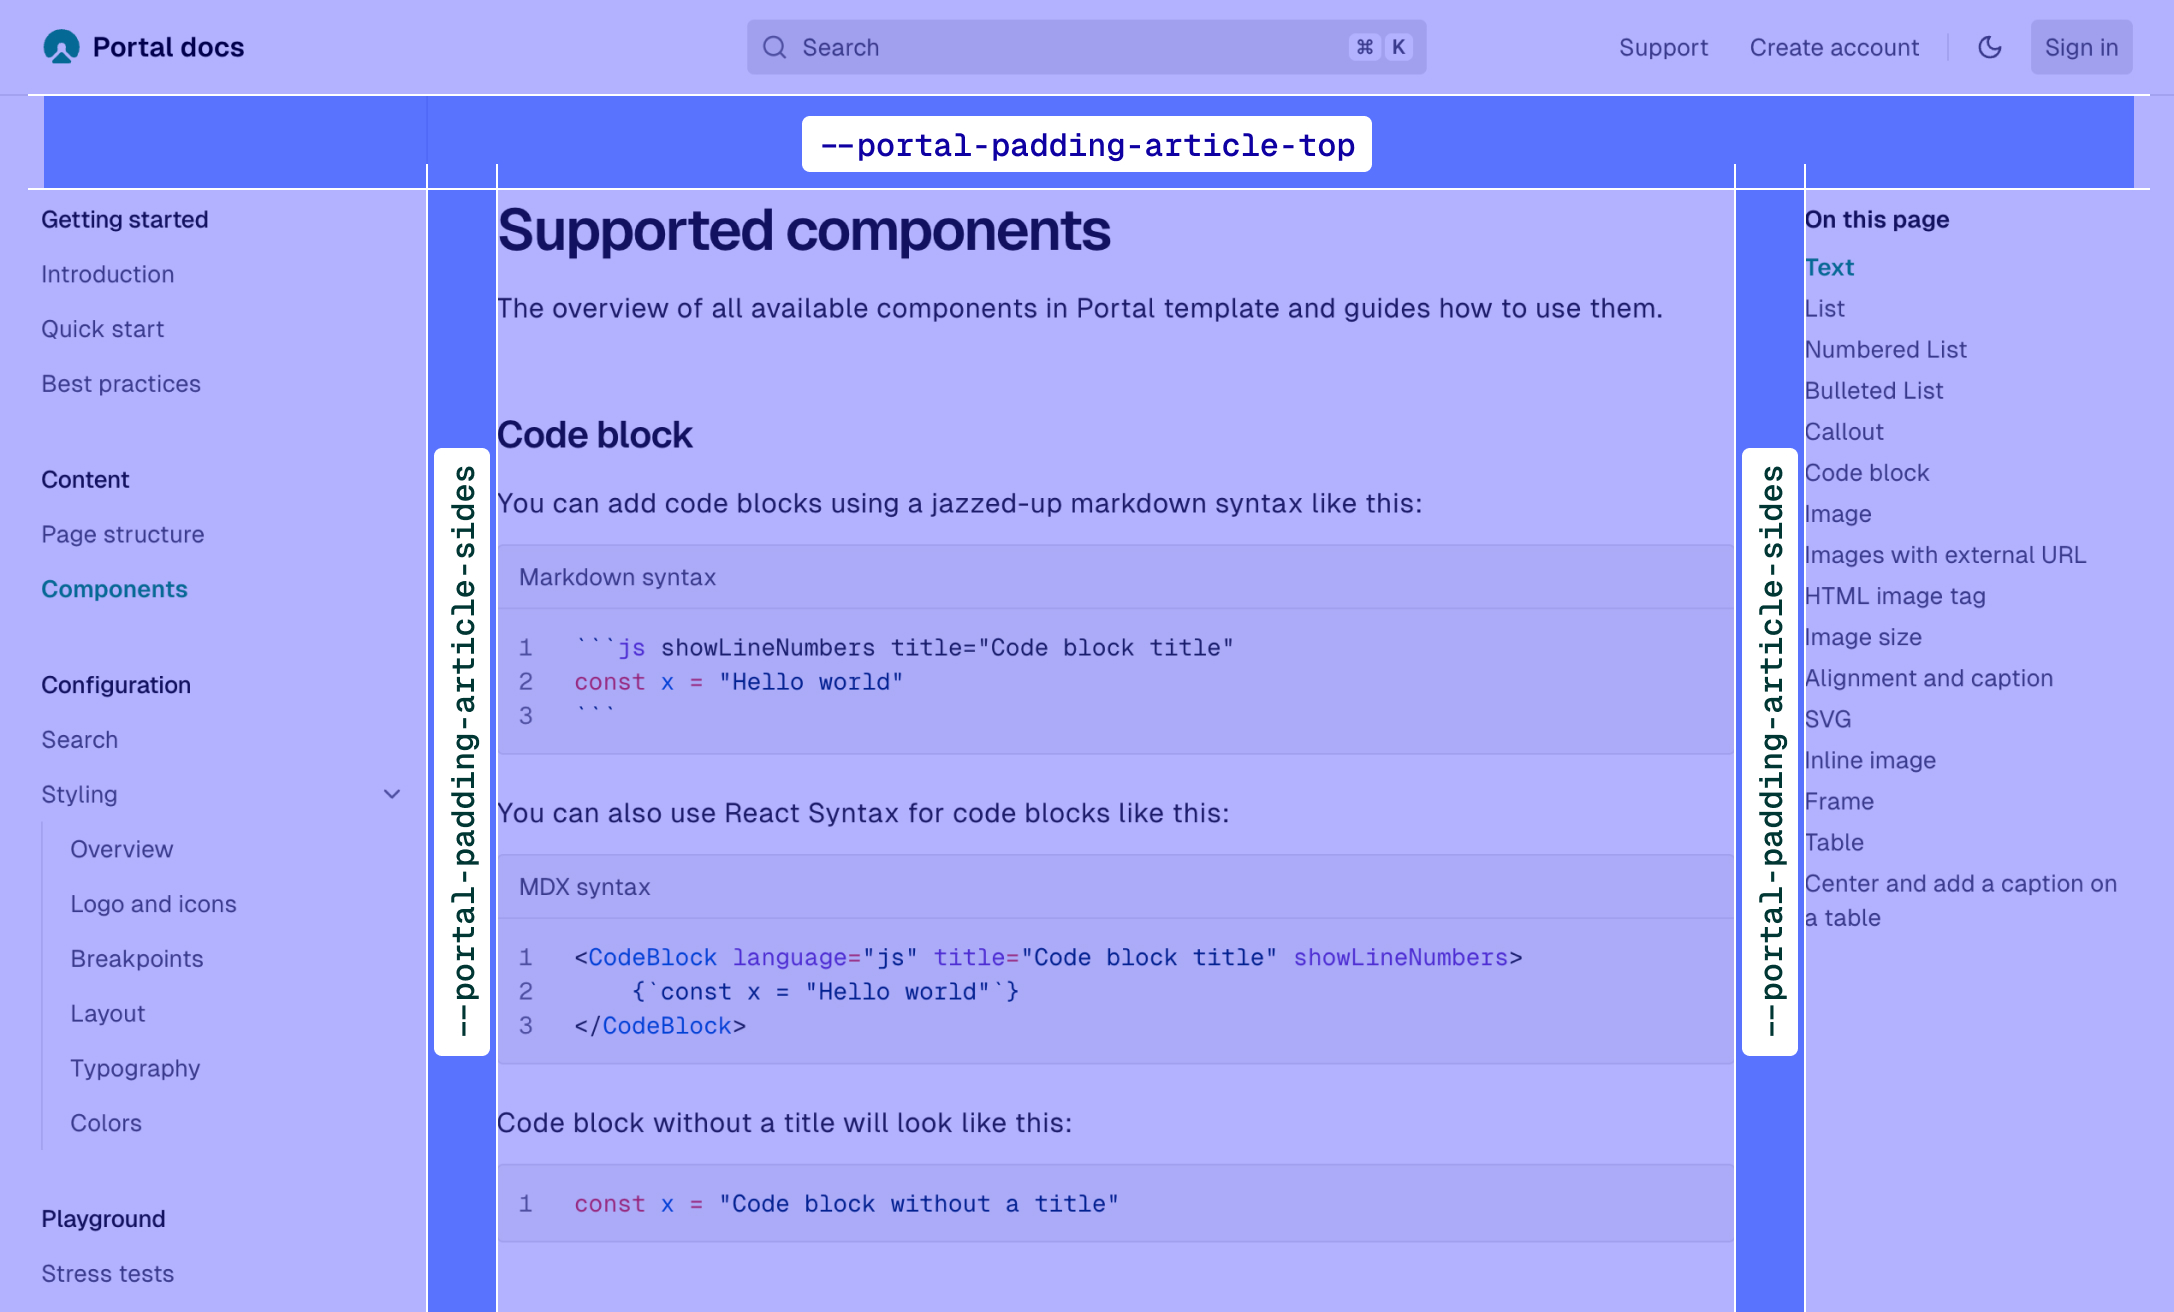 Portal docs
Search
⌘ K
Support
Create account
Sign in
--portal-padding-article-top
Getting started
Introduction
Quick start
Best practices
Content
Page structure
Components
Configuration
Search
Styling
Overview
Logo and icons
Breakpoints
Layout
Typography
Colors
Playground
Stress tests
--portal-padding-article-sides
Supported components
The overview of all available components in Portal template and guides how to use them.
Code block
You can add code blocks using a jazzed-up markdown syntax like this:
Markdown syntax
1 ```js showLineNumbers title="Code block title"
2 const x = "Hello world"
3 ```
You can also use React Syntax for code blocks like this:
MDX syntax
1 <CodeBlock language="js" title="Code block title" showLineNumbers>
2 {`const x = "Hello world"`}
3 </CodeBlock>
Code block without a title will look like this:
1 const x = "Code block without a title"
--portal-padding-article-sides
On this page
Text
List
Numbered List
Bulleted List
Callout
Code block
Image
Images with external URL
HTML image tag
Image size
Alignment and caption
SVG
Inline image
Frame
Table
Center and add a caption on
a table